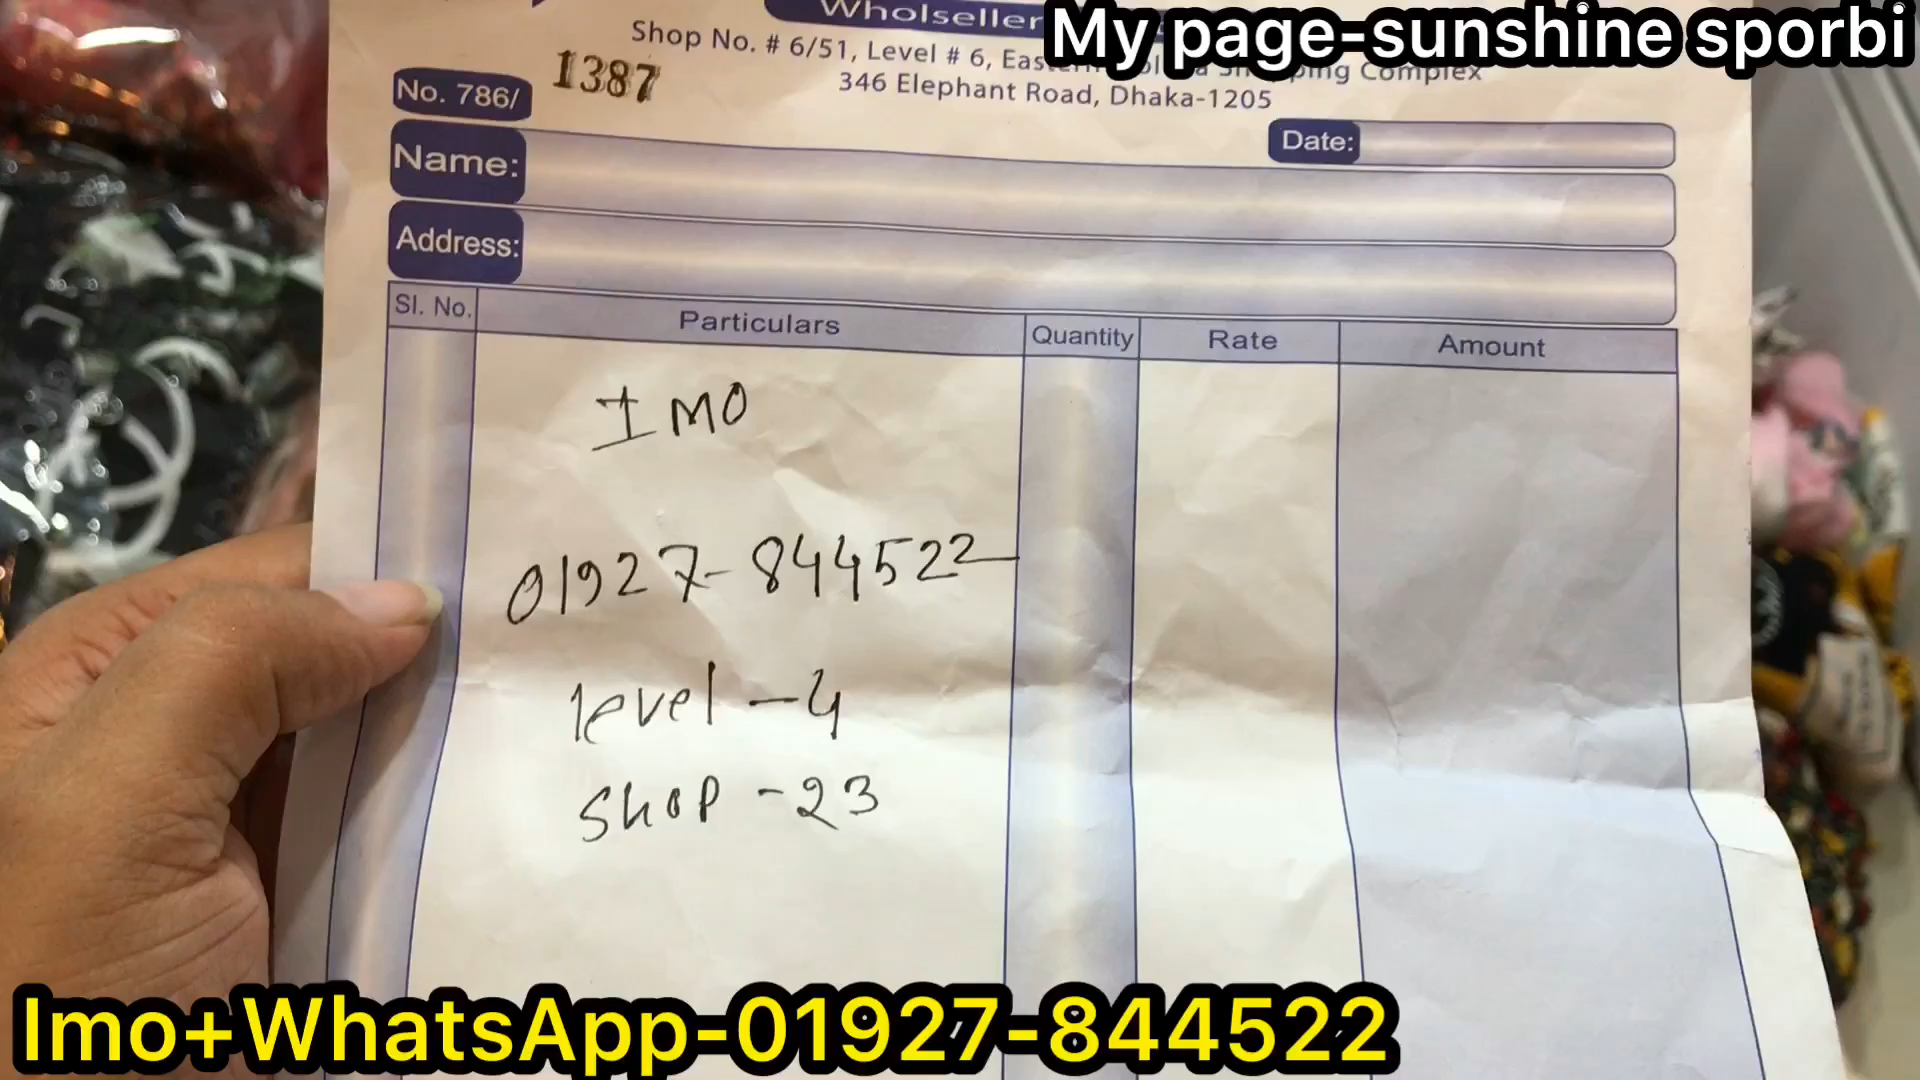 Wholseller
My page-sunshine sporbi
Shop No. # 6/51, Level # 6, Shopping Complex
346 Elephant Road, Dhaka-1205
No. 786/ 1387
Date:
Name:
Address:
Sl. No. Particulars Quantity Rate Amount
IMO
01927-844522
level-4
Shop-23
Imo+WhatsApp-01927-844522